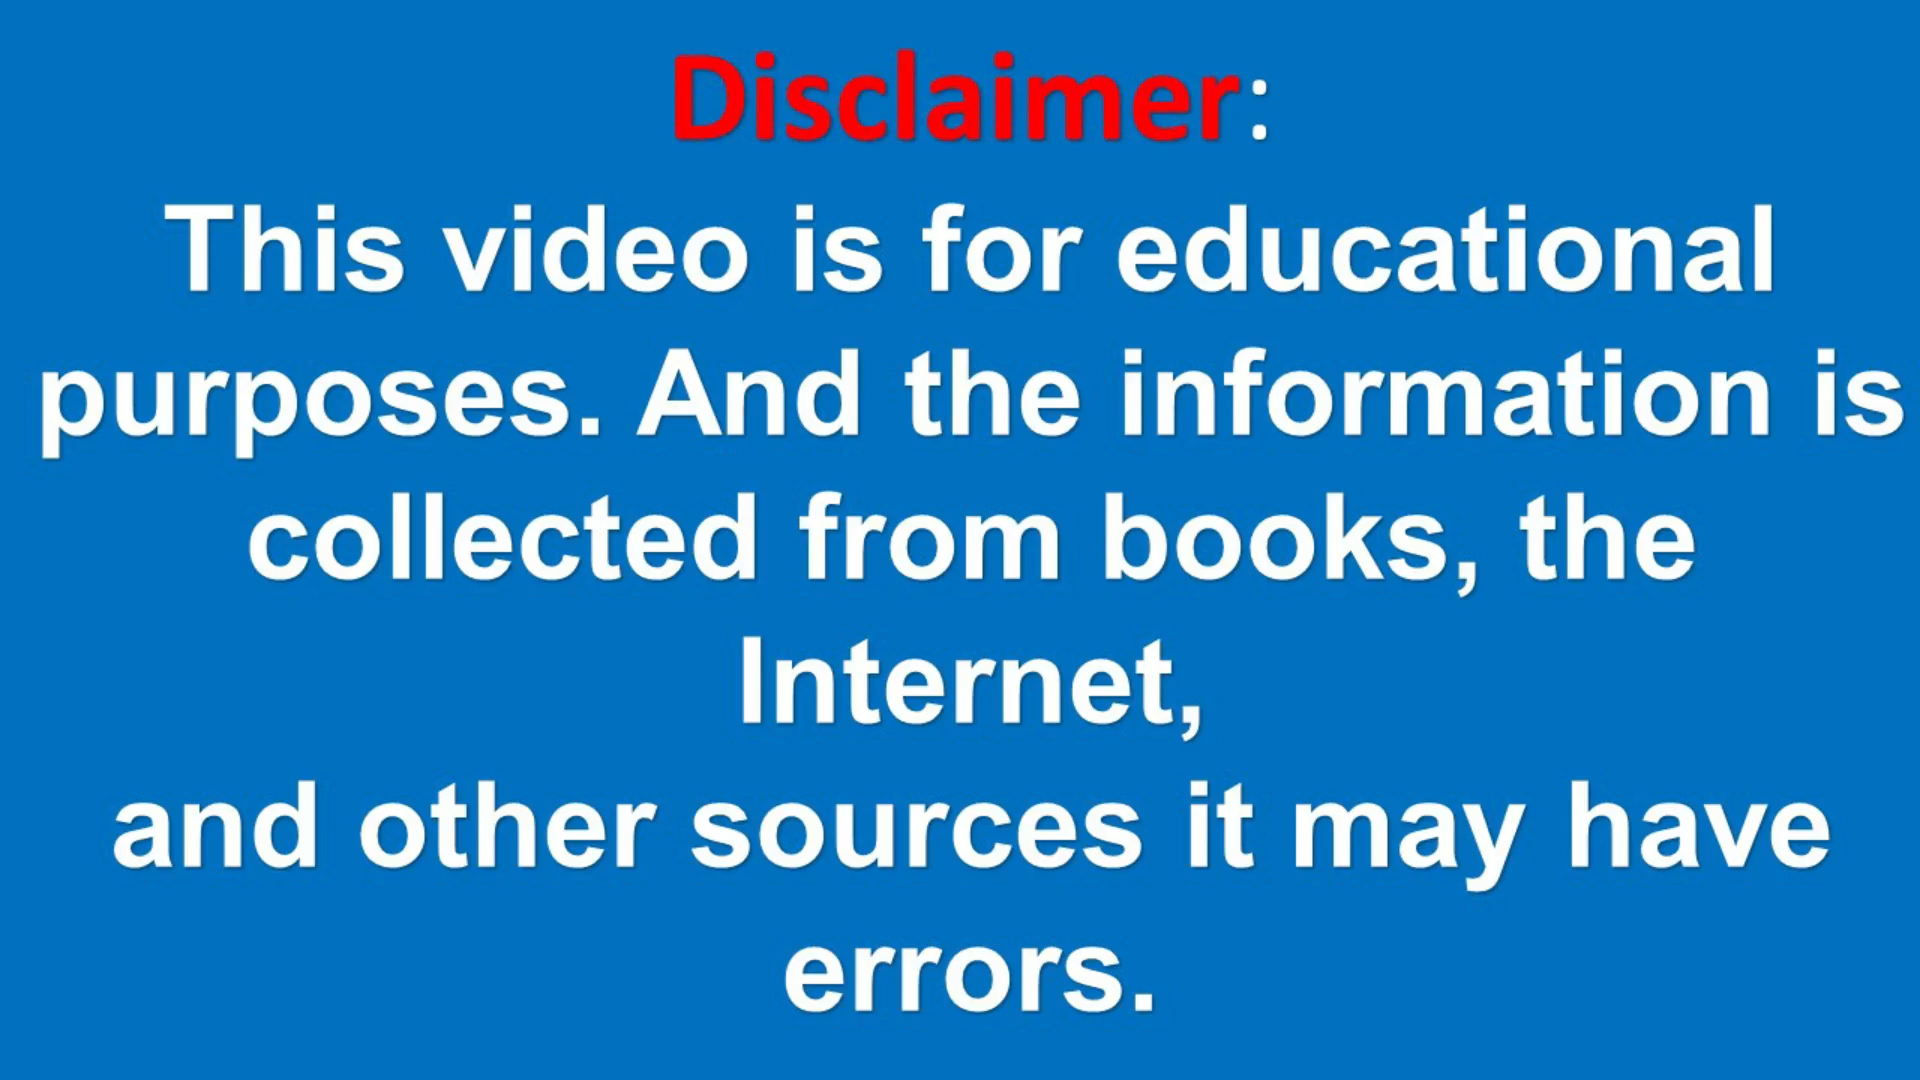 Disclaimer:
This video is for educational
purposes. And the information is
collected from books, the
Internet,
and other sources it may have
errors.